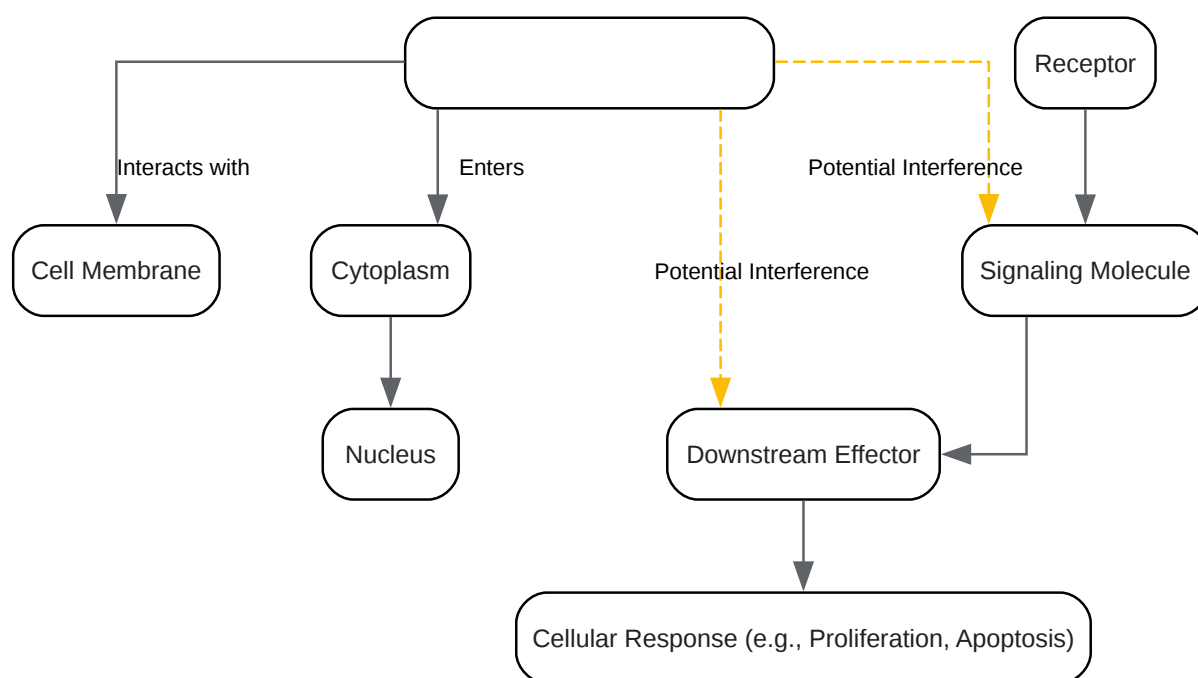 Receptor
Interacts with
Enters
Potential Interference
Cell Membrane
Cytoplasm
Potential Interference
Signaling Molecule
Nucleus
Downstream Effector
Cellular Response (e.g., Proliferation, Apoptosis)